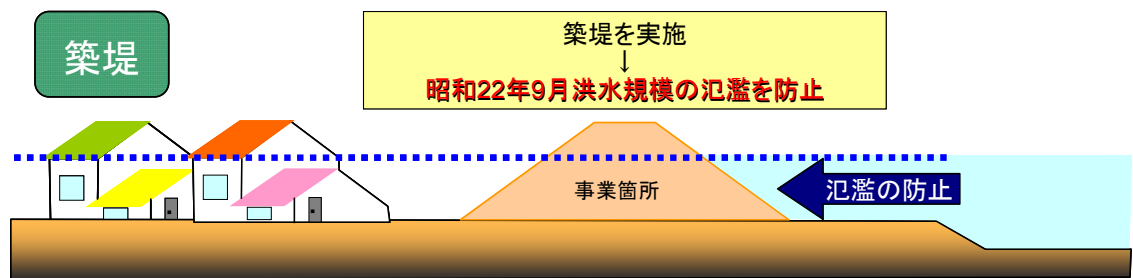 築堤
築堤を実施
↓
昭和22年9月洪水規模の氾濫を防止
事業箇所
氾濫の防止